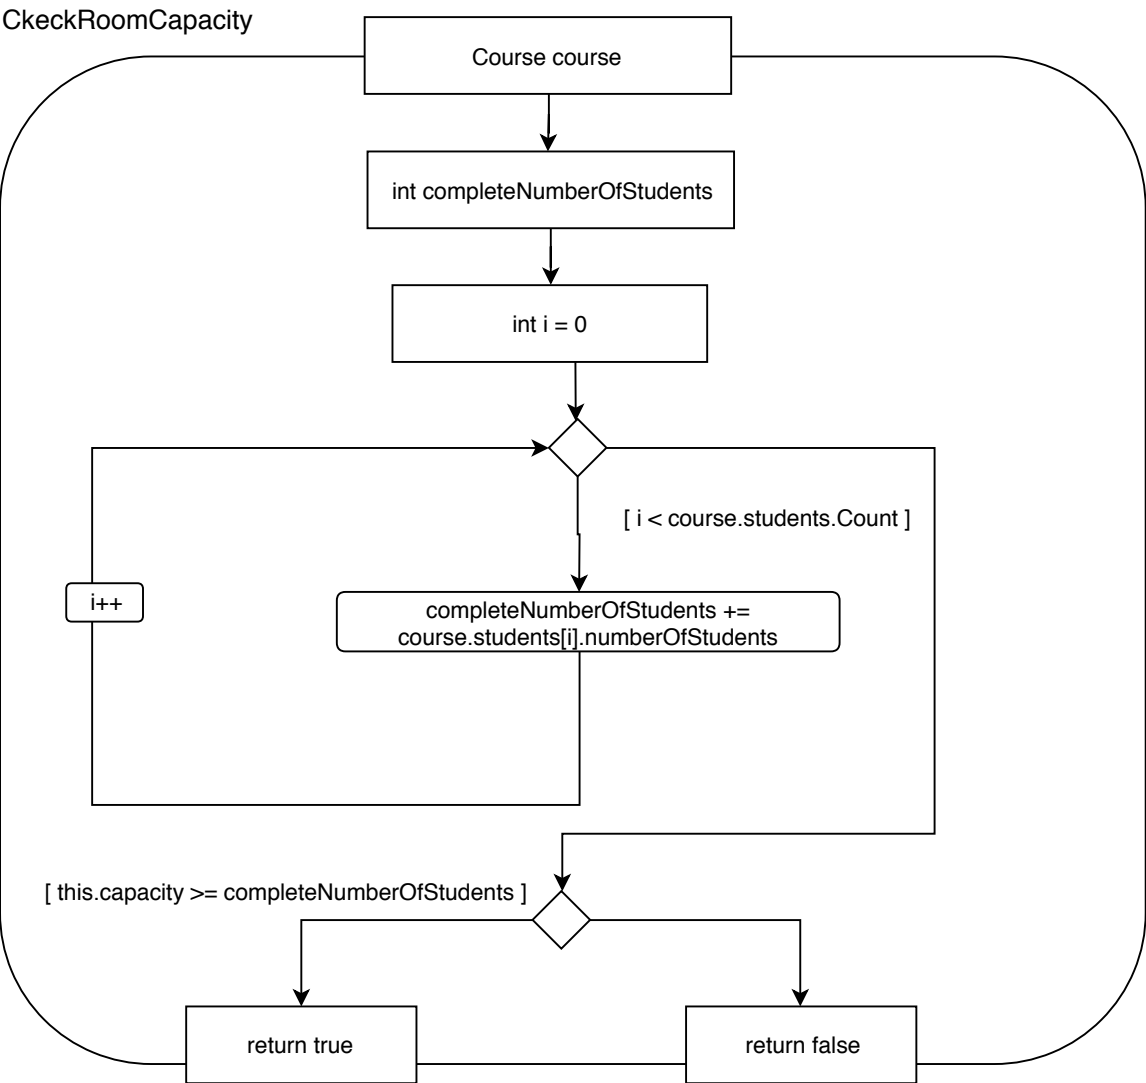 CkeckRoomCapacity
Course course
int completeNumberOfStudents
int i = 0
[ i < course.students.Count ]
i++
completeNumberOfStudents +=
course.students[i].numberOfStudents
[ this.capacity >= completeNumberOfStudents ]
return true
return false